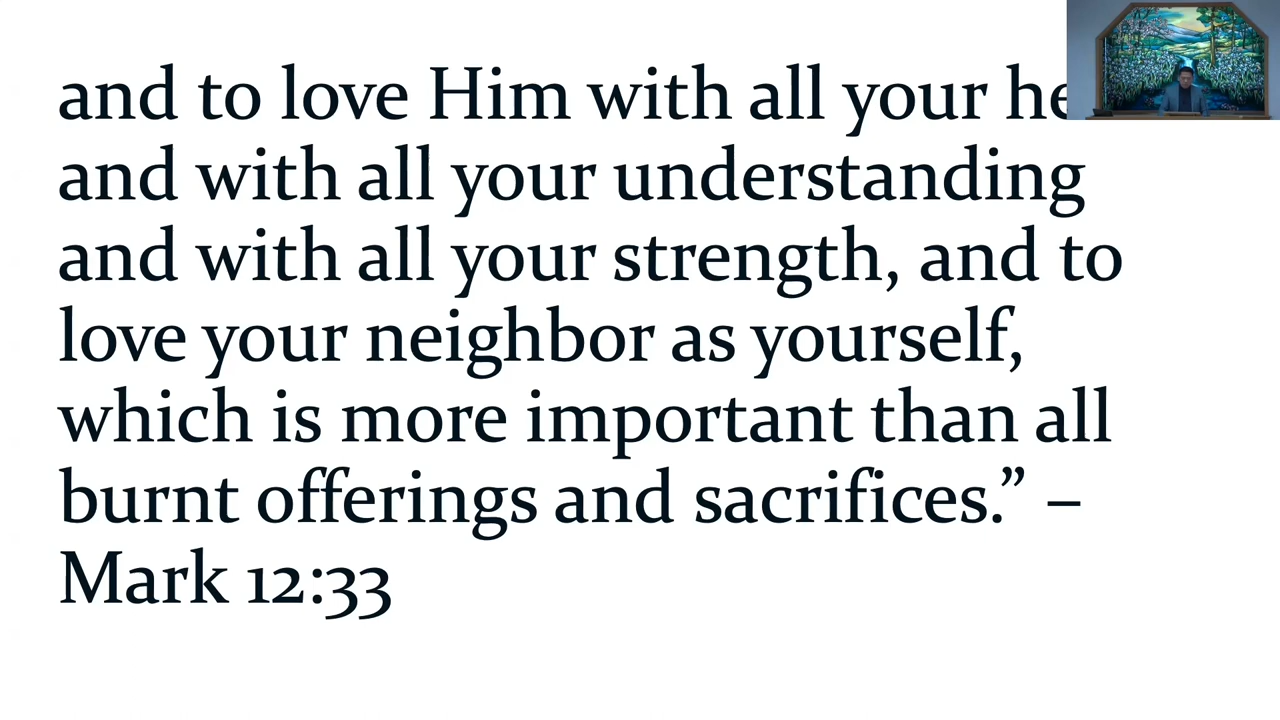 and to love Him with all your he
and with all your understanding
and with all your strength, and to
love your neighbor as yourself,
which is more important than all
burnt offerings and sacrifices.” –
Mark 12:33